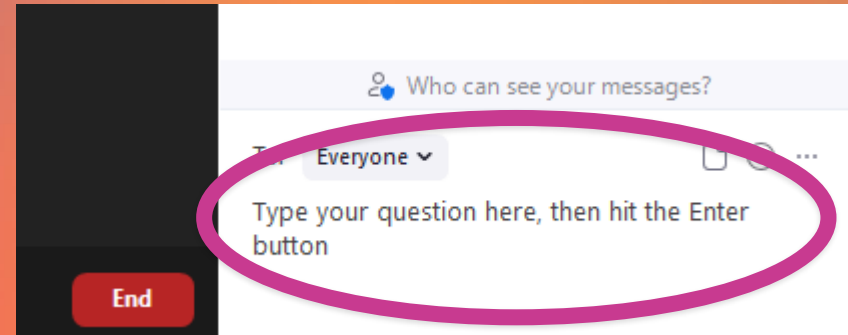 Who can see your messages?
Everyone
Type your question here, then hit the Enter
button
End